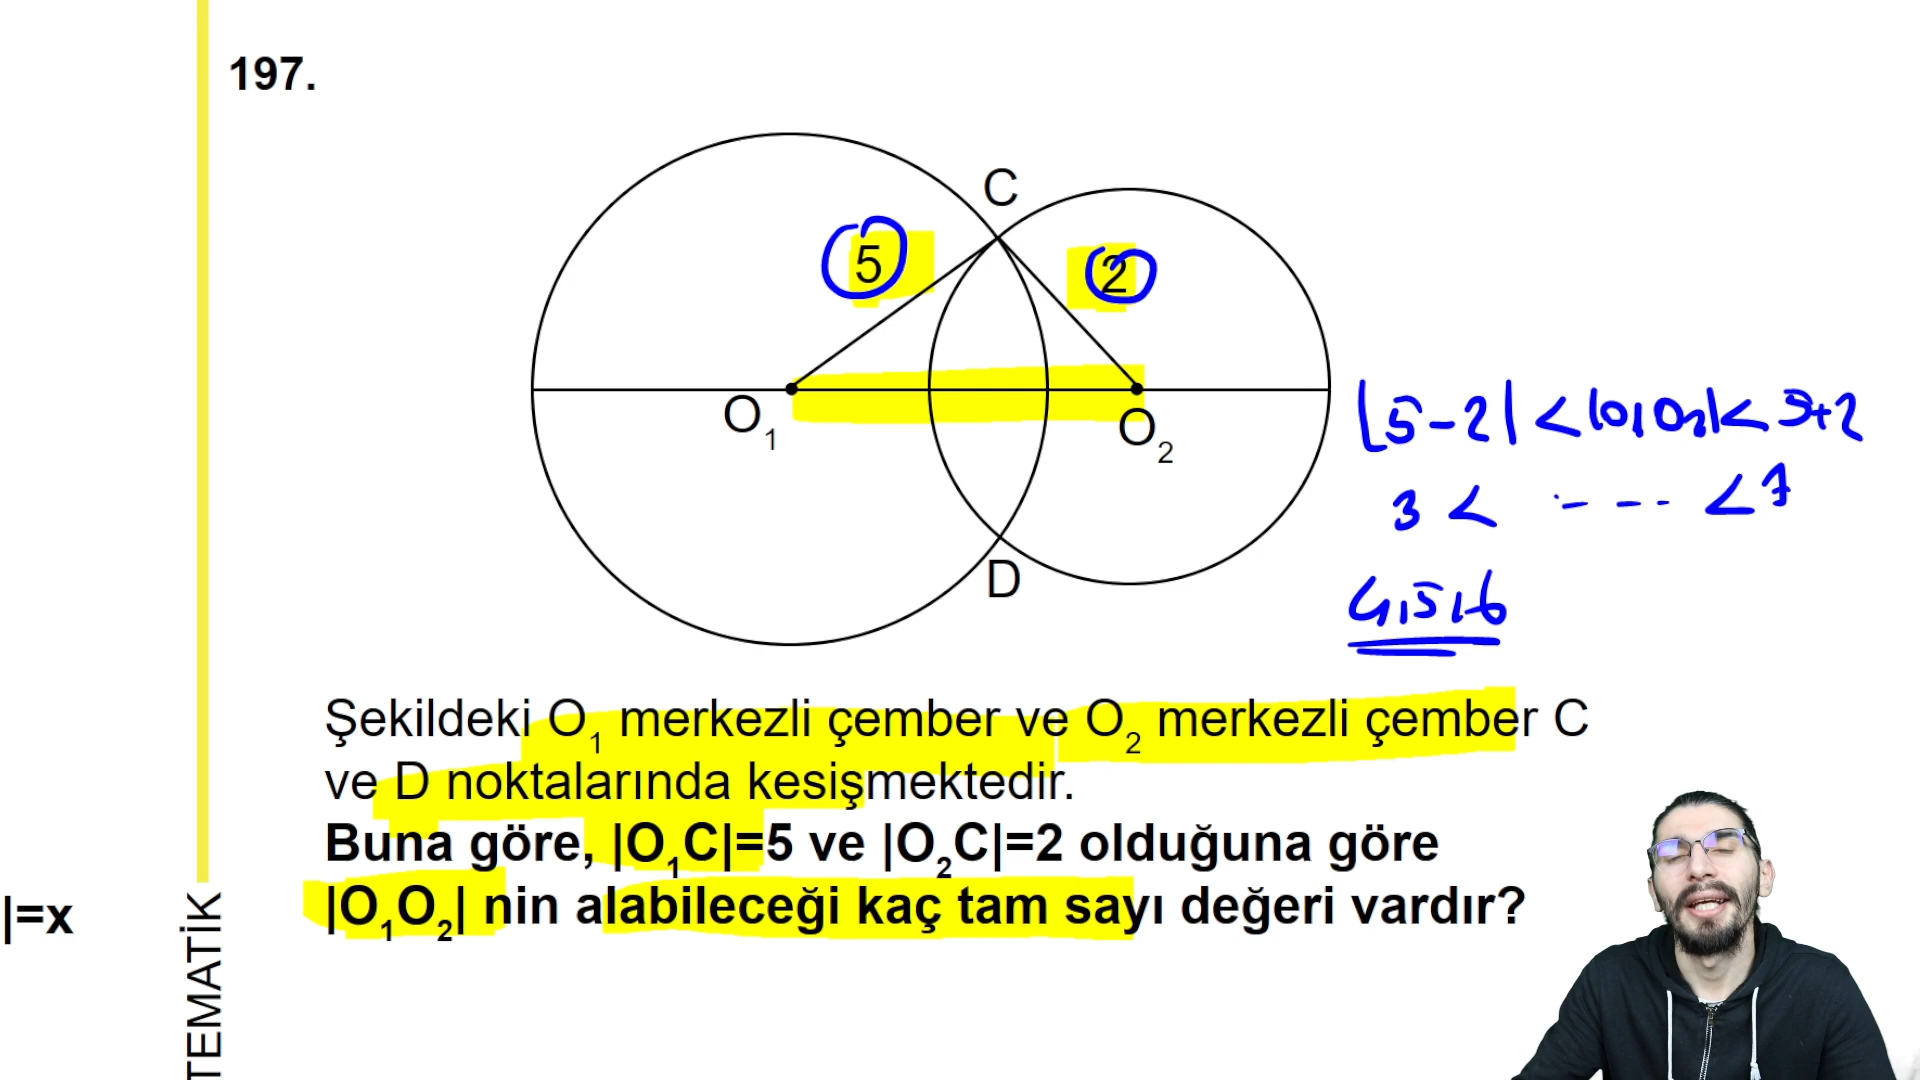 197.
C
5
2
O1
O2
D
|5-2|<|O1O2|<5+2
3 < ---- <7
4,5,6
Şekildeki O1 merkezli çember ve O2 merkezli çember C
ve D noktalarında kesişmektedir.
Buna göre, |O1C|=5 ve |O2C|=2 olduğuna göre
|O1O2| nin alabileceği kaç tam sayı değeri vardır?
|=x
TEMATİK